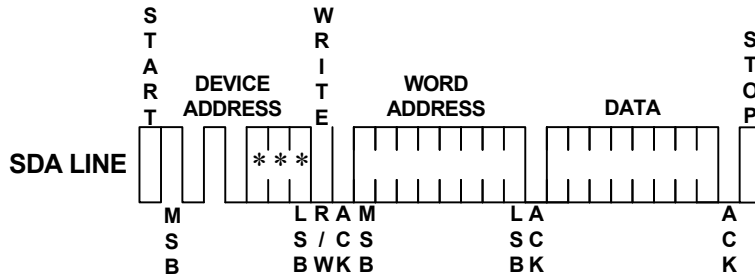 START
WRITE
STOP
DEVICE
ADDRESS
WORD
ADDRESS
DATA
SDA LINE
* * *
MSB
LSB
R/W
ACK
MSB
LSB
ACK
ACK